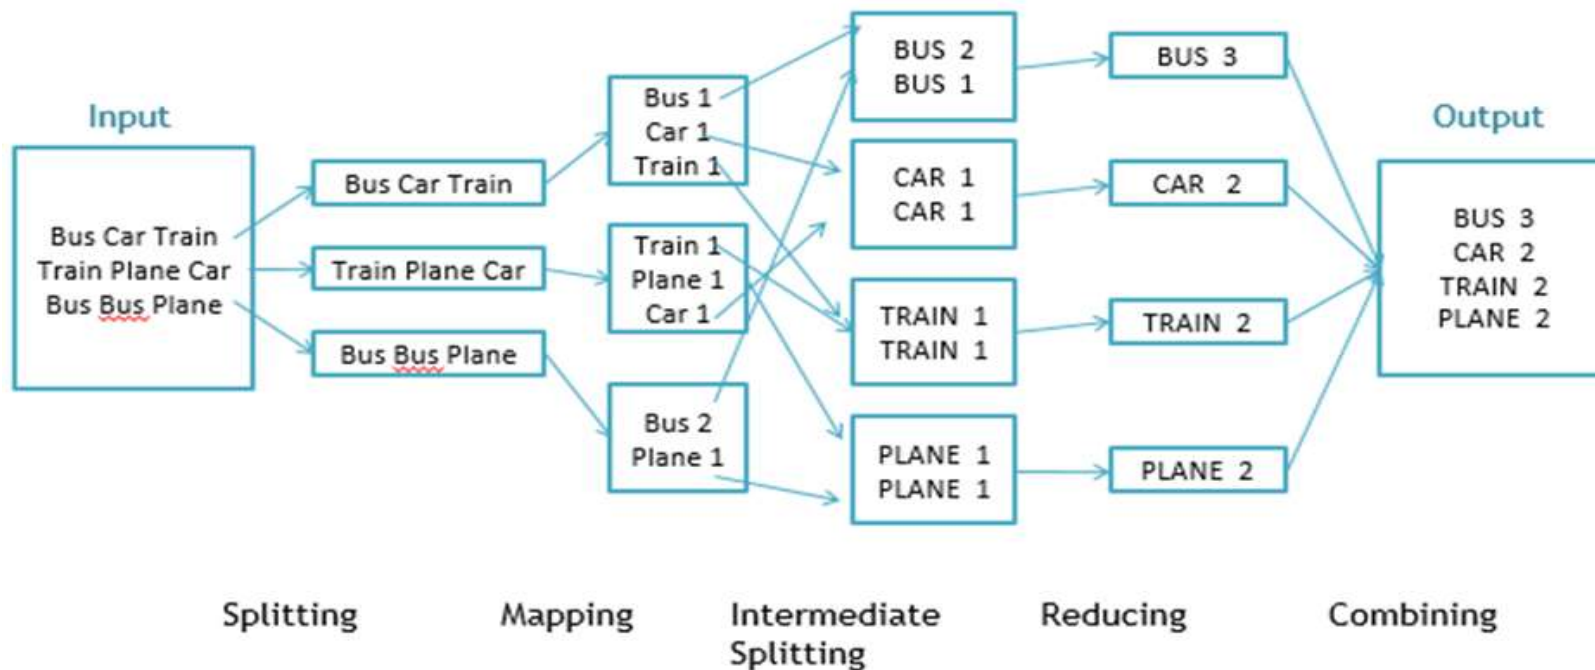 Input
Bus Car Train
Train Plane Car
Bus Bus Plane
Bus Car Train
Train Plane Car
Bus Bus Plane
Bus 1
Car 1
Train 1
Train 1
Plane 1
Car 1
Bus 2
Plane 1
BUS 2
BUS 1
CAR 1
CAR 1
TRAIN 1
TRAIN 1
PLANE 1
PLANE 1
BUS 3
CAR 2
TRAIN 2
PLANE 2
Output
BUS 3
CAR 2
TRAIN 2
PLANE 2
Splitting
Mapping
Intermediate
Splitting
Reducing
Combining